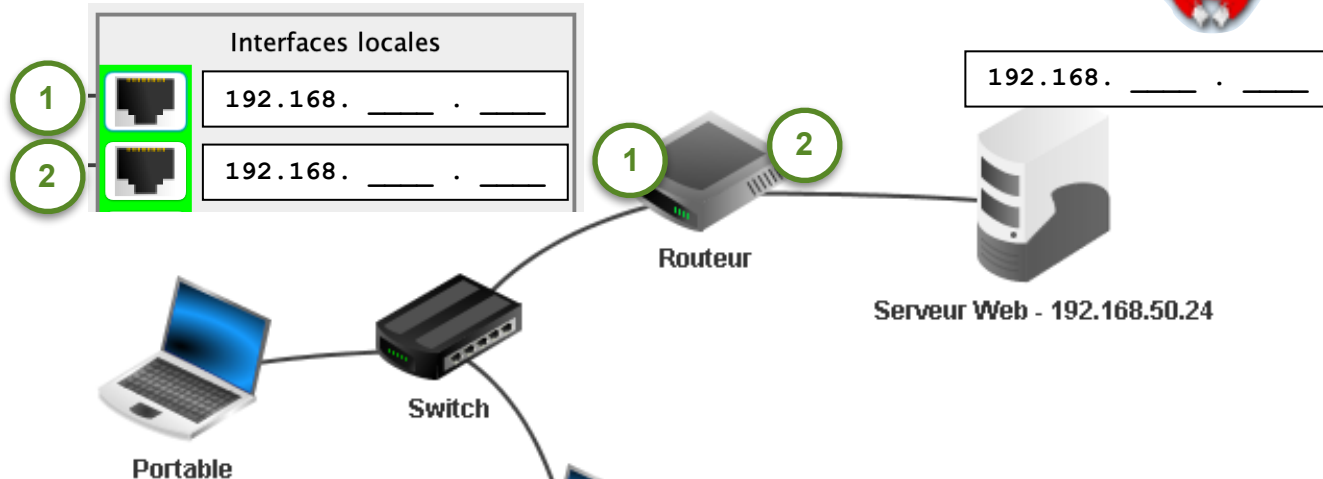 Interfaces locales
1
192.168. ____ . ____
2
192.168. ____ . ____
192.168. ____ . ____
1
2
Routeur
Serveur Web - 192.168.50.24
Switch
Portable